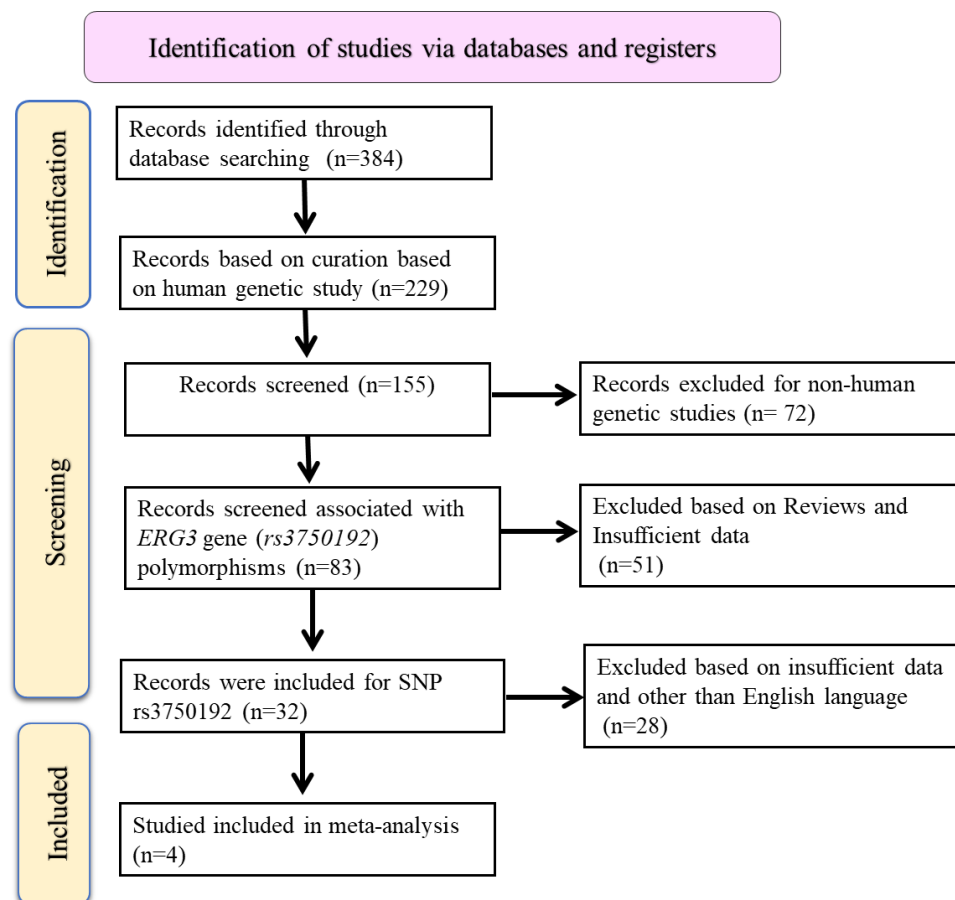 Identification of studies via databases and registers
Identification
Records identified through
database searching (n=384)
Records based on curation based
on human genetic study (n=229)
Screening
Records screened (n=155)
Records excluded for non-human
genetic studies (n= 72)
Records screened associated with
ERG3 gene (rs3750192)
polymorphisms (n=83)
Excluded based on Reviews and
Insufficient data
(n=51)
Records were included for SNP
rs3750192 (n=32)
Excluded based on insufficient data
and other than English language
(n=28)
Included
Studied included in meta-analysis
(n=4)